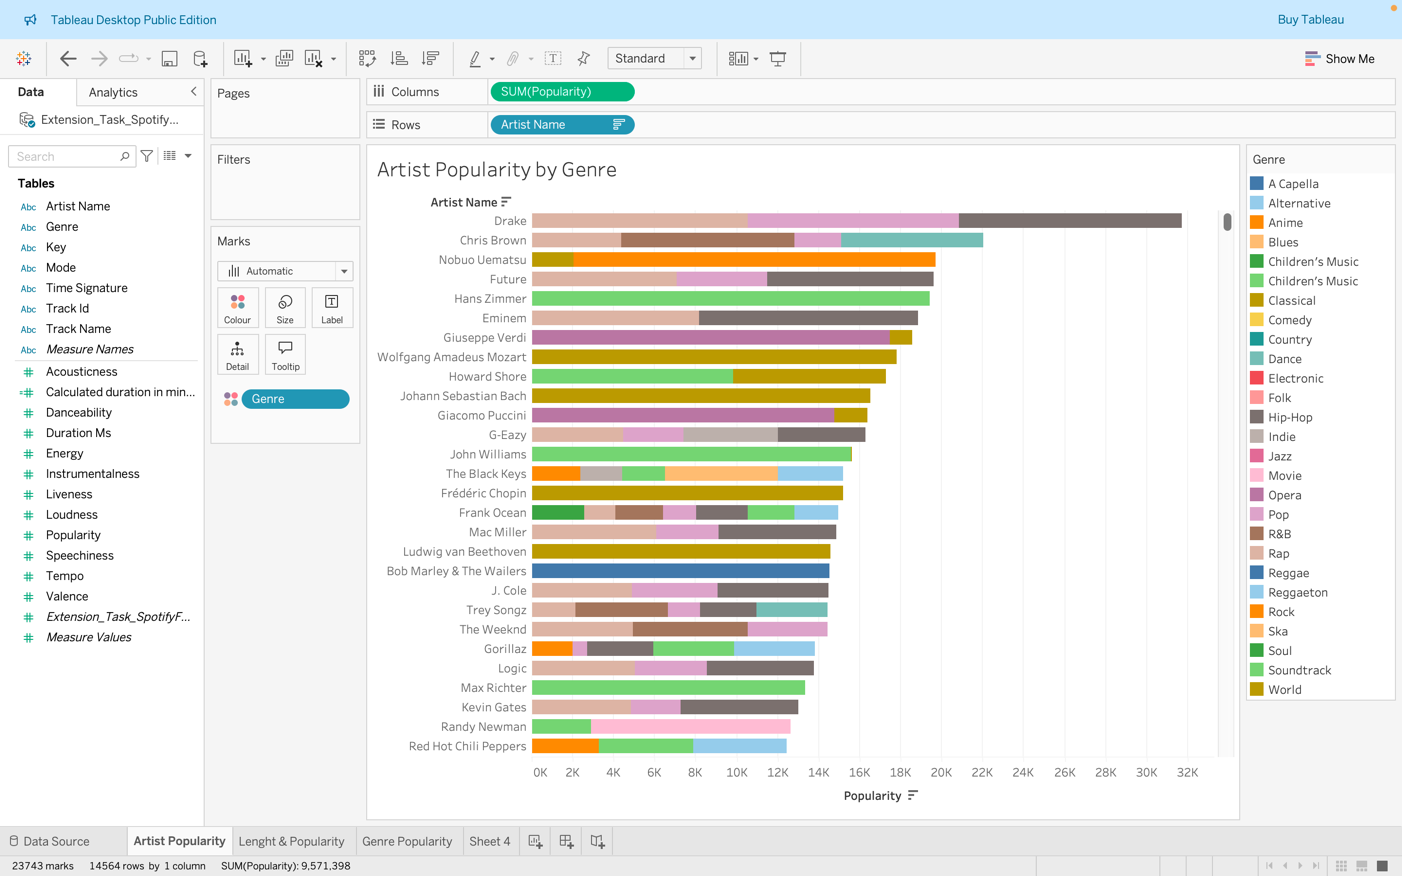 Tableau Desktop Public Edition
Buy Tableau
Standard
Show Me
Data
Analytics
Extension_Task_Spotify...
Search
Tables
Abc Artist Name
Abc Genre
Abc Key
Abc Mode
Abc Time Signature
Abc Track Id
Abc Track Name
Abc Measure Names
# Acousticness
=# Calculated duration in min...
# Danceability
# Duration Ms
# Energy
# Instrumentalness
# Liveness
# Loudness
# Popularity
# Speechiness
# Tempo
# Valence
# Extension_Task_SpotifyF...
# Measure Values
Pages
Filters
Marks
Automatic
Colour
Size
Label
Detail
Tooltip
Genre
Columns
SUM(Popularity)
Rows
Artist Name
Artist Popularity by Genre
Artist Name
Drake
Chris Brown
Nobuo Uematsu
Future
Hans Zimmer
Eminem
Giuseppe Verdi
Wolfgang Amadeus Mozart
Howard Shore
Johann Sebastian Bach
Giacomo Puccini
G-Eazy
John Williams
The Black Keys
Frédéric Chopin
Frank Ocean
Mac Miller
Ludwig van Beethoven
Bob Marley & The Wailers
J. Cole
Trey Songz
The Weeknd
Gorillaz
Logic
Max Richter
Kevin Gates
Randy Newman
Red Hot Chili Peppers
0K 2K 4K 6K 8K 10K 12K 14K 16K 18K 20K 22K 24K 26K 28K 30K 32K
Popularity
Genre
A Capella
Alternative
Anime
Blues
Children's Music
Children's Music
Classical
Comedy
Country
Dance
Electronic
Folk
Hip-Hop
Indie
Jazz
Movie
Opera
Pop
R&B
Rap
Reggae
Reggaeton
Rock
Ska
Soul
Soundtrack
World
Data Source
Artist Popularity
Lenght & Popularity
Genre Popularity
Sheet 4
23743 marks
14564 rows by 1 column
SUM(Popularity): 9,571,398